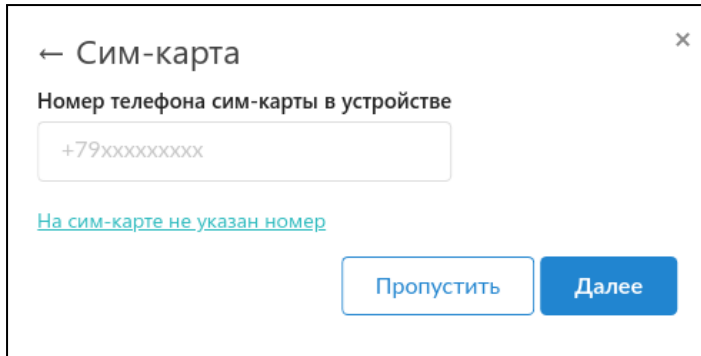 ← Сим-карта
×
Номер телефона сим-карты в устройстве
+79xxxxxxxxx
На сим-карте не указан номер
Пропустить Далее